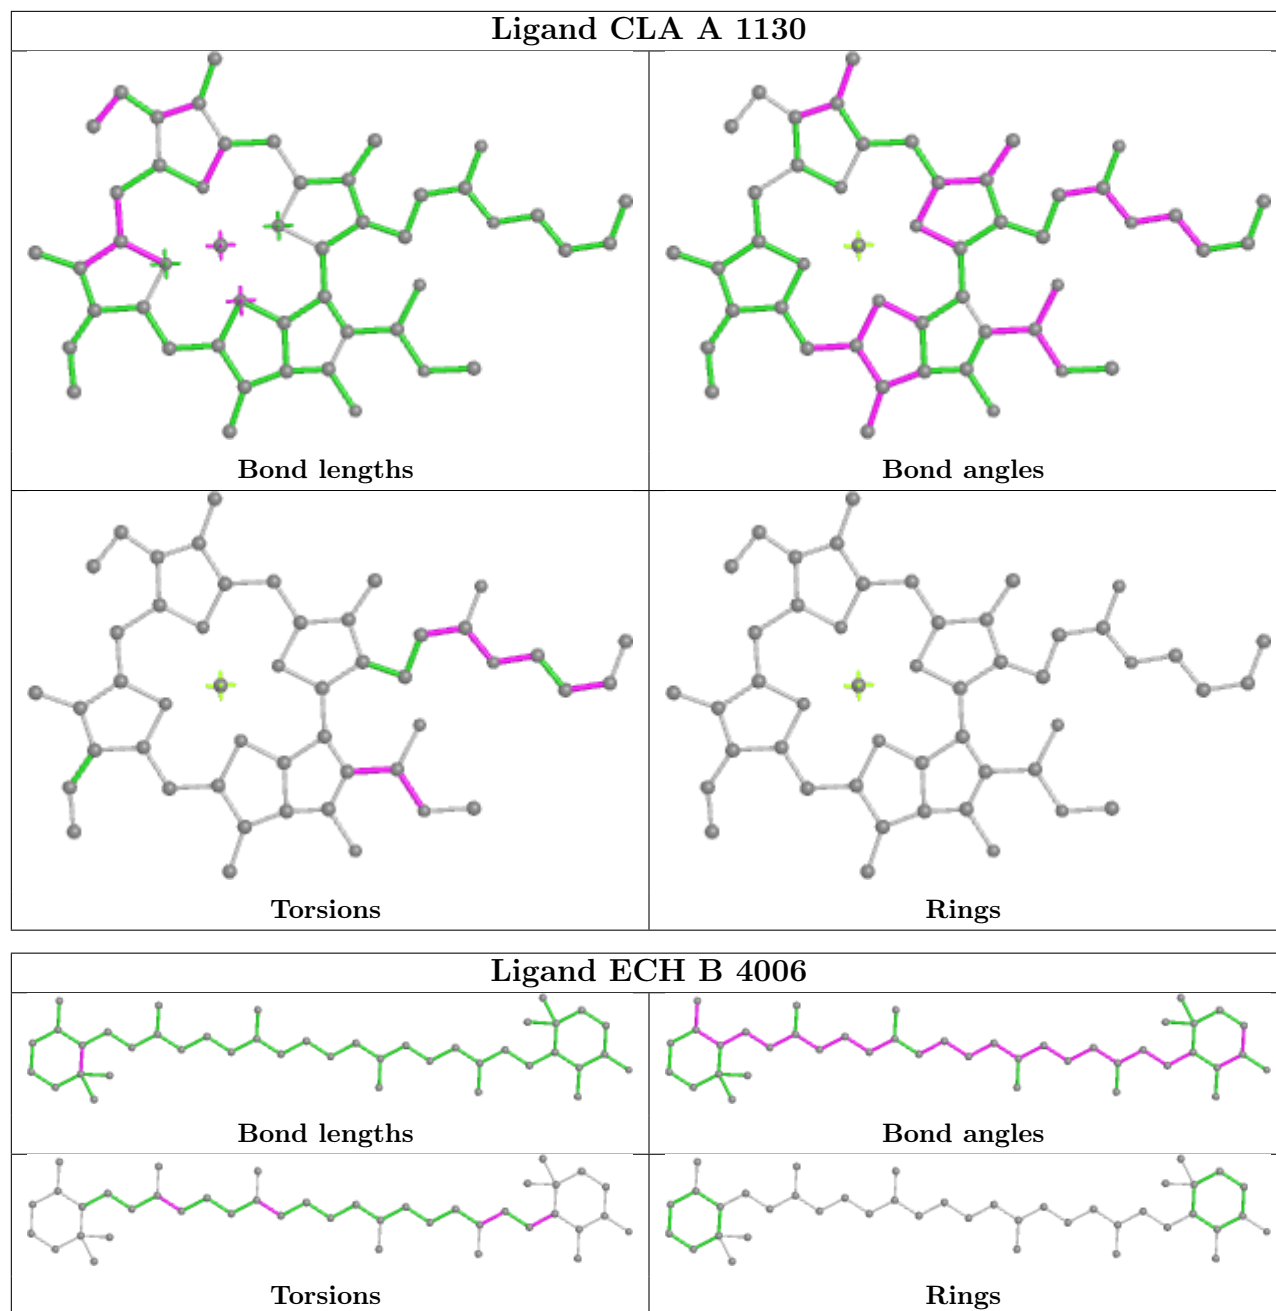 Ligand CLA A 1130
Bond lengths
Bond angles
Torsions
Rings
Ligand ECH B 4006
Bond lengths
Bond angles
Torsions
Rings